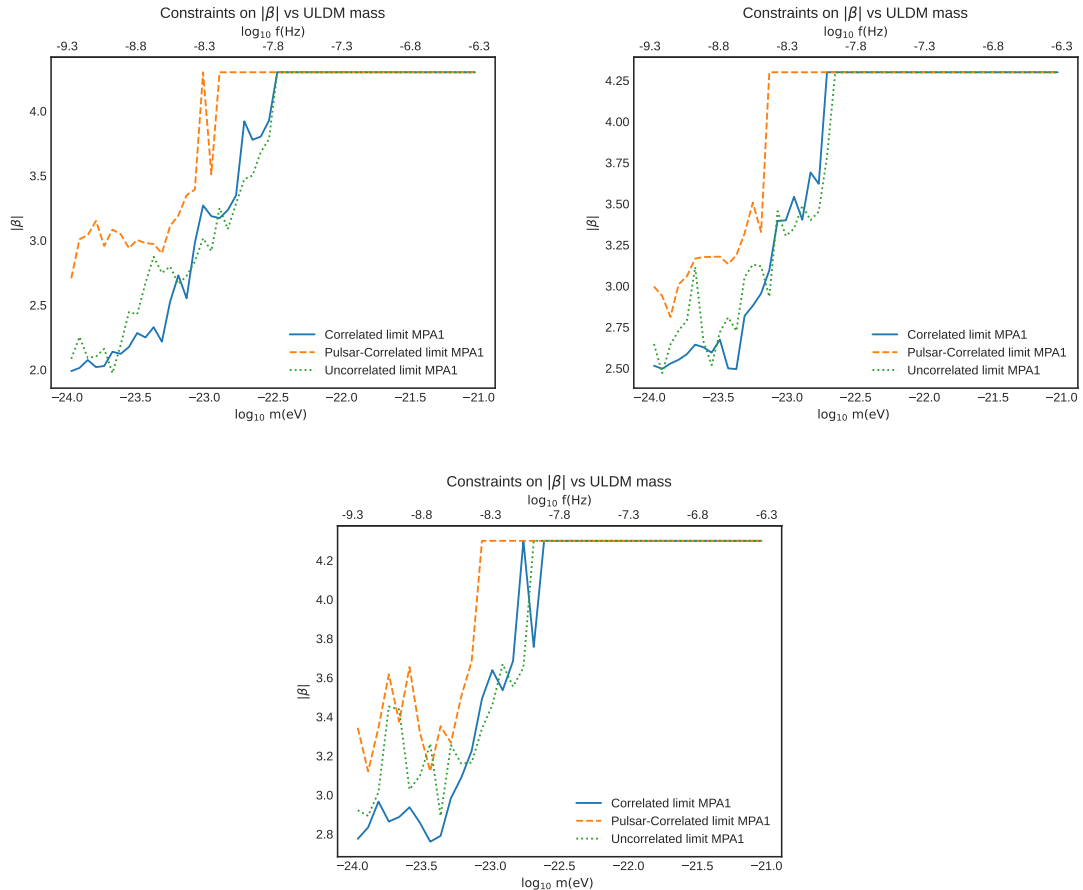 Constraints on |β| vs ULDM mass
log₁₀ f(Hz)
-9.3 -8.8 -8.3 -7.8 -7.3 -6.8 -6.3
4.0
3.5
3.0
2.5
2.0
|β|
Correlated limit MPA1
Pulsar-Correlated limit MPA1
Uncorrelated limit MPA1
−24.0 −23.5 −23.0 −22.5 −22.0 −21.5 −21.0
log₁₀ m(eV)
Constraints on |β| vs ULDM mass
log₁₀ f(Hz)
-9.3 -8.8 -8.3 -7.8 -7.3 -6.8 -6.3
4.25
4.00
3.75
3.50
3.25
3.00
2.75
2.50
|β|
Correlated limit MPA1
Pulsar-Correlated limit MPA1
Uncorrelated limit MPA1
−24.0 −23.5 −23.0 −22.5 −22.0 −21.5 −21.0
log₁₀ m(eV)
Constraints on |β| vs ULDM mass
log₁₀ f(Hz)
-9.3 -8.8 -8.3 -7.8 -7.3 -6.8 -6.3
4.2
4.0
3.8
3.6
3.4
3.2
3.0
2.8
|β|
Correlated limit MPA1
Pulsar-Correlated limit MPA1
Uncorrelated limit MPA1
−24.0 −23.5 −23.0 −22.5 −22.0 −21.5 −21.0
log₁₀ m(eV)